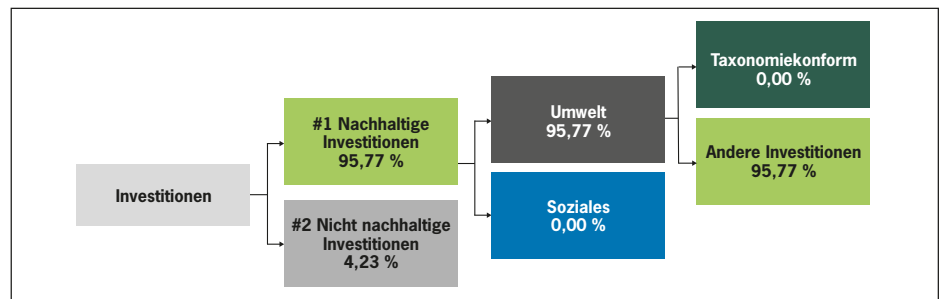 Investitionen
#1 Nachhaltige
Investitionen
95,77 %
#2 Nicht nachhaltige
Investitionen
4,23 %
Umwelt
95,77 %
Soziales
0,00 %
Taxonomiekonform
0,00 %
Andere Investitionen
95,77 %